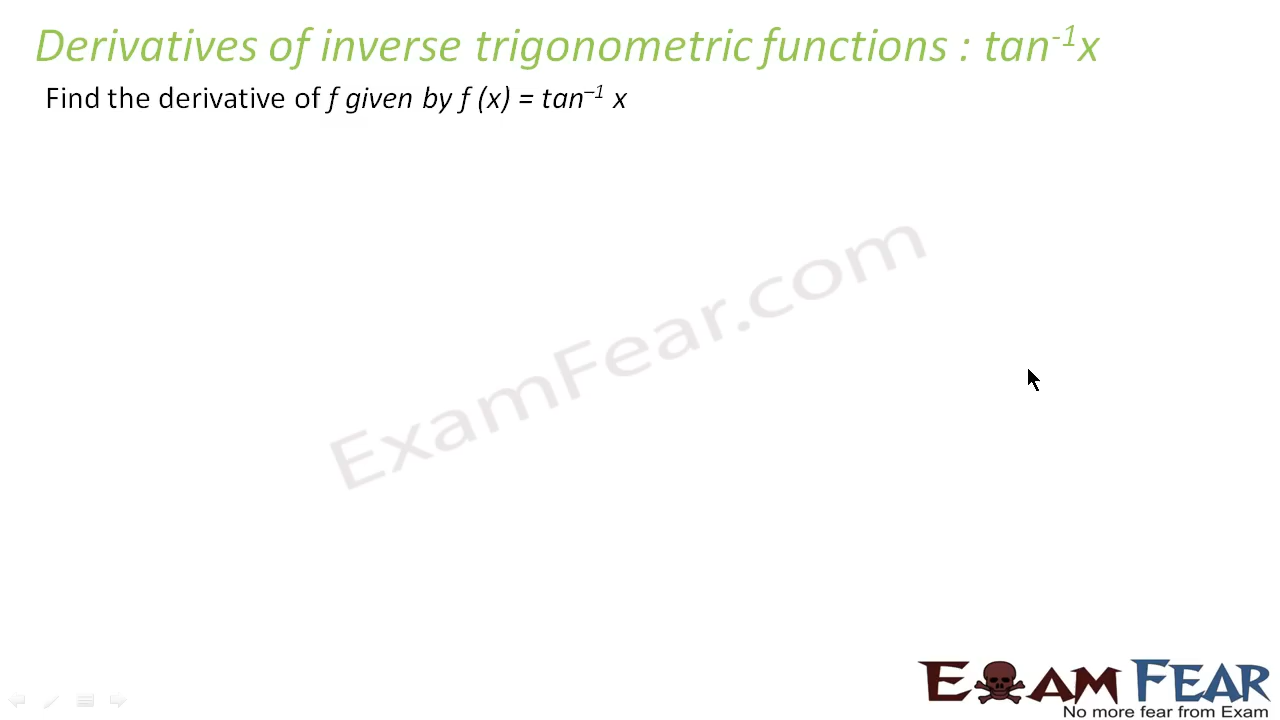 Derivatives of inverse trigonometric functions : tan⁻¹x
Find the derivative of f given by f (x) = tan⁻¹ x
ExamFear.com
EXAM FEAR
No more fear from Exam